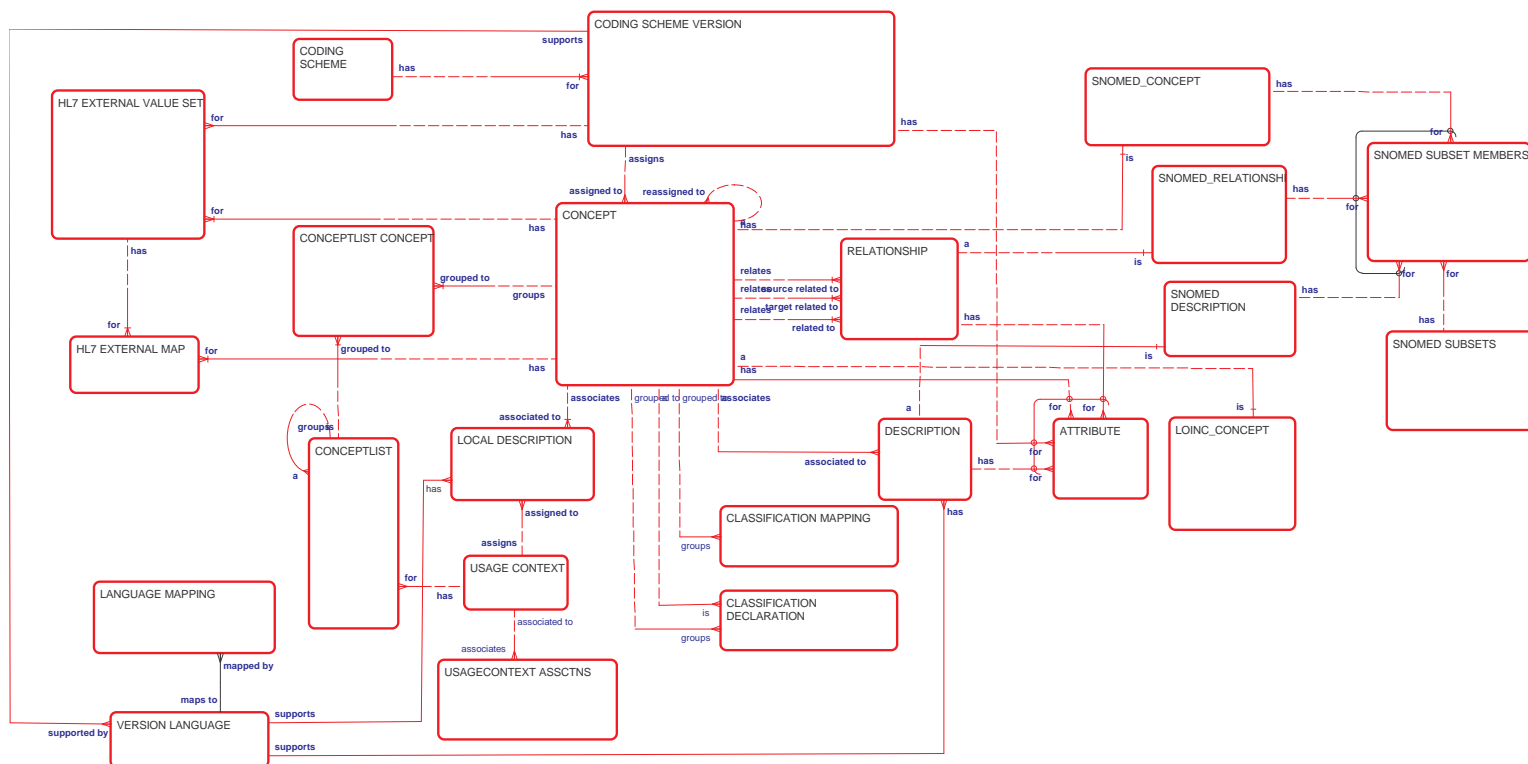 CODING SCHEME VERSION
supports
CODING
SCHEME
has
for
SNOMED_CONCEPT
has
HL7 EXTERNAL VALUE SET
for
has
has
for
assigns
is
SNOMED SUBSET MEMBERS
SNOMED_RELATIONSHI
has
for
assigned to
reassigned to
CONCEPT
for
has
a
has
CONCEPTLIST CONCEPT
has
RELATIONSHIP
a
is
grouped to
groups
relates
relates
source related to
target related to
relates
related to
for
for
SNOMED
DESCRIPTION
has
has
has
for
HL7 EXTERNAL MAP
for
has
grouped to
a
has
is
SNOMED SUBSETS
associates
grouped to
a
grouped to
a
associates
associated to
for
for
a
is
groups
a
CONCEPTLIST
LOCAL DESCRIPTION
DESCRIPTION
ATTRIBUTE
LOINC_CONCEPT
for
associated to
has
for
a
has
assigned to
has
CLASSIFICATION MAPPING
assigns
groups
USAGE CONTEXT
for
has
LANGUAGE MAPPING
CLASSIFICATION
DECLARATION
is
associated to
groups
associates
USAGECONTEXT ASSCTNS
mapped by
maps to
VERSION LANGUAGE
supports
supported by
supports